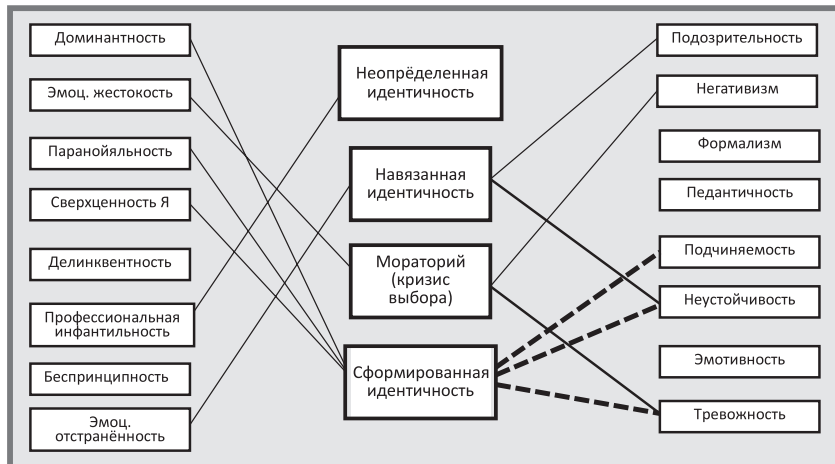 Доминантность
Эмоц. жестокость
Паранойяльность
Сверхценность Я
Делинквентность
Профессиональная
инфантильность
Беспринципность
Эмоц.
отстранённость
Неопрёделенная
идентичность
Навязанная
идентичность
Мораторий
(кризис
выбора)
Сформированная
идентичность
Подозрительность
Негативизм
Формализм
Педантичность
Подчиняемость
Неустойчивость
Эмотивность
Тревожность